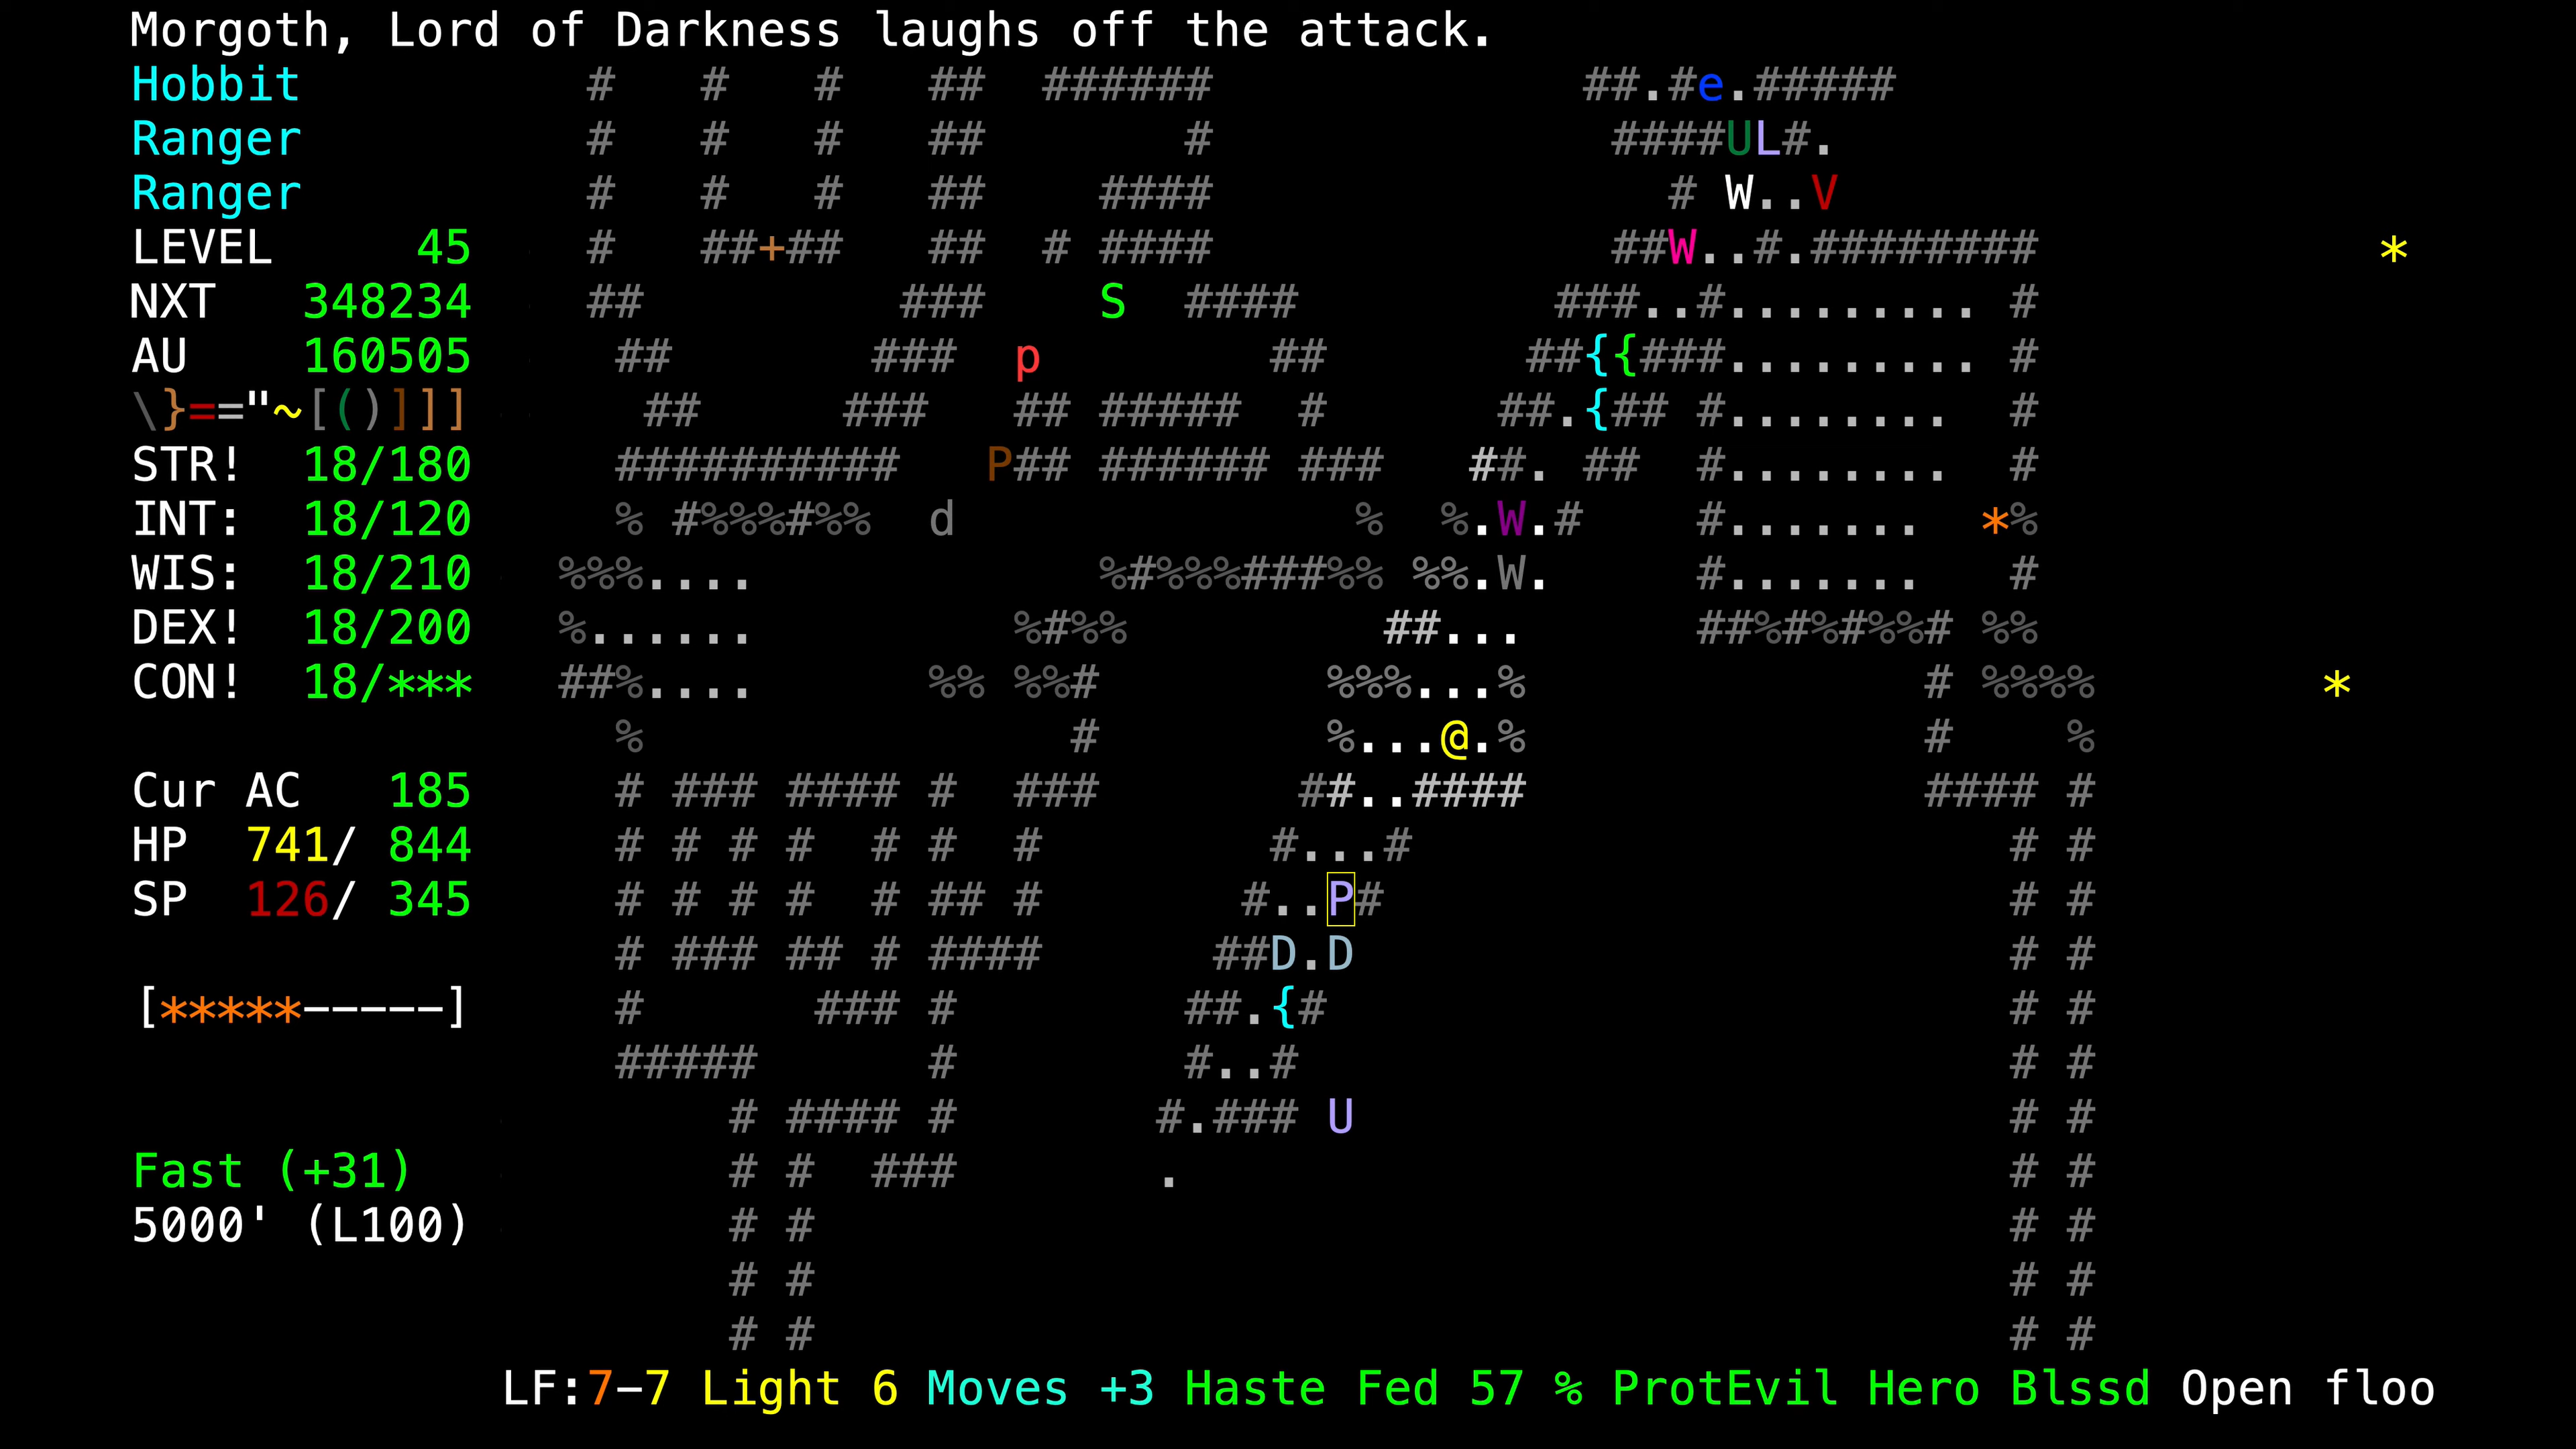 Morgoth, Lord of Darkness laughs off the attack.
Hobbit # # # ## ###### ##.#e.#####
Ranger # # # ## # ####UL#.
Ranger # # # ## #### # W..V
LEVEL 45 # ##+## ## # #### ##W..#.######## *
NXT 348234 ## ### S #### ###..#......... #
AU 160505 ## ### p ## ##{{###......... #
\}=="~[()]]] ## ### ## ##### # ##.{## #........ #
STR! 18/180 ########## P## ###### ### ##. ## #........ #
INT: 18/120 % #%%%#%% d % %.W.# #....... *%
WIS: 18/210 %%%.... %#%%%###%% %%.W. #....... #
DEX! 18/200 %...... %#%% ##... ##%#%#%%# %%
CON! 18/*** ##%.... %% %%# %%%...% # %%%% *
% # %...@.% # %
Cur AC 185 # ### #### # ### ##..#### #### #
HP 741/ 844 # # # # # # # #...# # #
SP 126/ 345 # # # # # ## # #..P# # #
# ### ## # #### ##D.D # #
[*****-----] # ### # ##.{# # #
##### # #..# # #
# #### # #.### U # #
Fast (+31) # # ### . # #
5000' (L100) # # # #
# # # #
# # # #
LF:7-7 Light 6 Moves +3 Haste Fed 57 % ProtEvil Hero Blssd Open floo